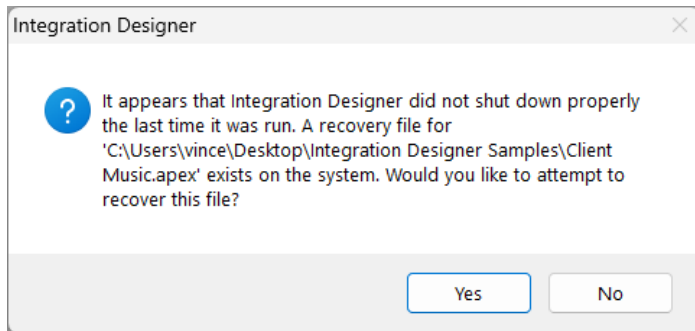 Integration Designer
It appears that Integration Designer did not shut down properly
the last time it was run. A recovery file for
'C:\Users\vince\Desktop\Integration Designer Samples\Client
Music.apex' exists on the system. Would you like to attempt to
recover this file?
Yes No